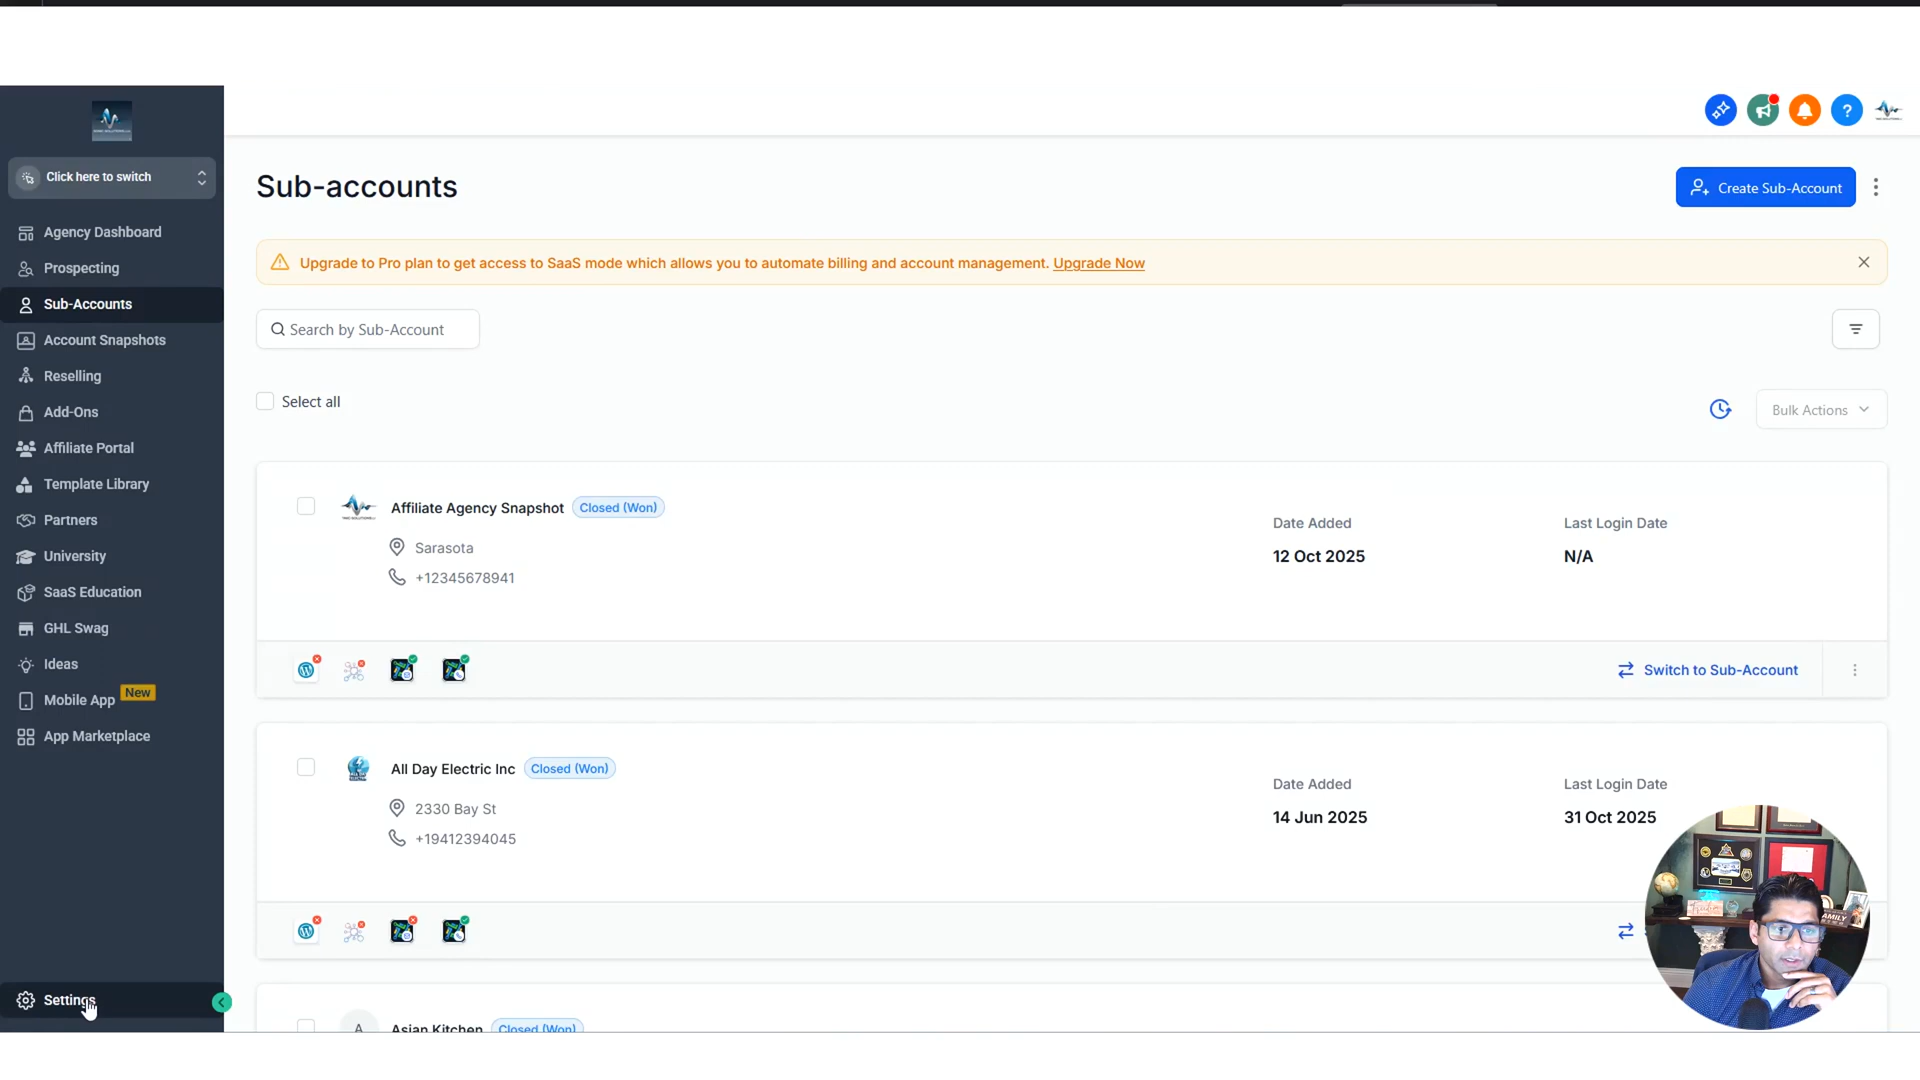 Click here to switch
Agency Dashboard
Prospecting
Sub-Accounts
Account Snapshots
Reselling
Add-Ons
Affiliate Portal
Template Library
Partners
University
SaaS Education
GHL Swag
Ideas
Mobile App New
App Marketplace
Settings
Sub-accounts
Create Sub-Account
Upgrade to Pro plan to get access to SaaS mode which allows you to automate billing and account management. Upgrade Now
Search by Sub-Account
Select all
Bulk Actions
Affiliate Agency Snapshot Closed (Won)
Sarasota
+12345678941
Date Added
12 Oct 2025
Last Login Date
N/A
Switch to Sub-Account
All Day Electric Inc Closed (Won)
2330 Bay St
+19412394045
Date Added
14 Jun 2025
Last Login Date
31 Oct 2025
A Asian Kitchen Closed (Won)
FAMILY